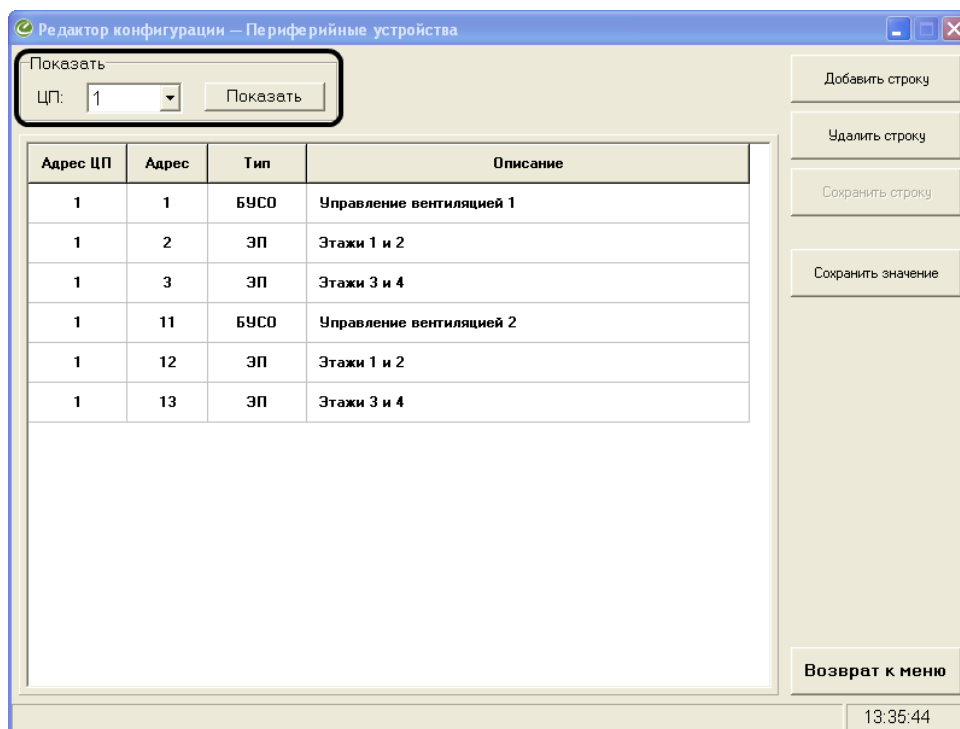 Редактор конфигурации — Периферийные устройства
Показать
ЦП: 1 Показать
Добавить строку
Удалить строку
Сохранить строку
Сохранить значение
Адрес ЦП Адрес Тип Описание
1 1 БУСО Управление вентиляцией 1
1 2 ЭП Этажи 1 и 2
1 3 ЭП Этажи 3 и 4
1 11 БУСО Управление вентиляцией 2
1 12 ЭП Этажи 1 и 2
1 13 ЭП Этажи 3 и 4
Возврат к меню
13:35:44